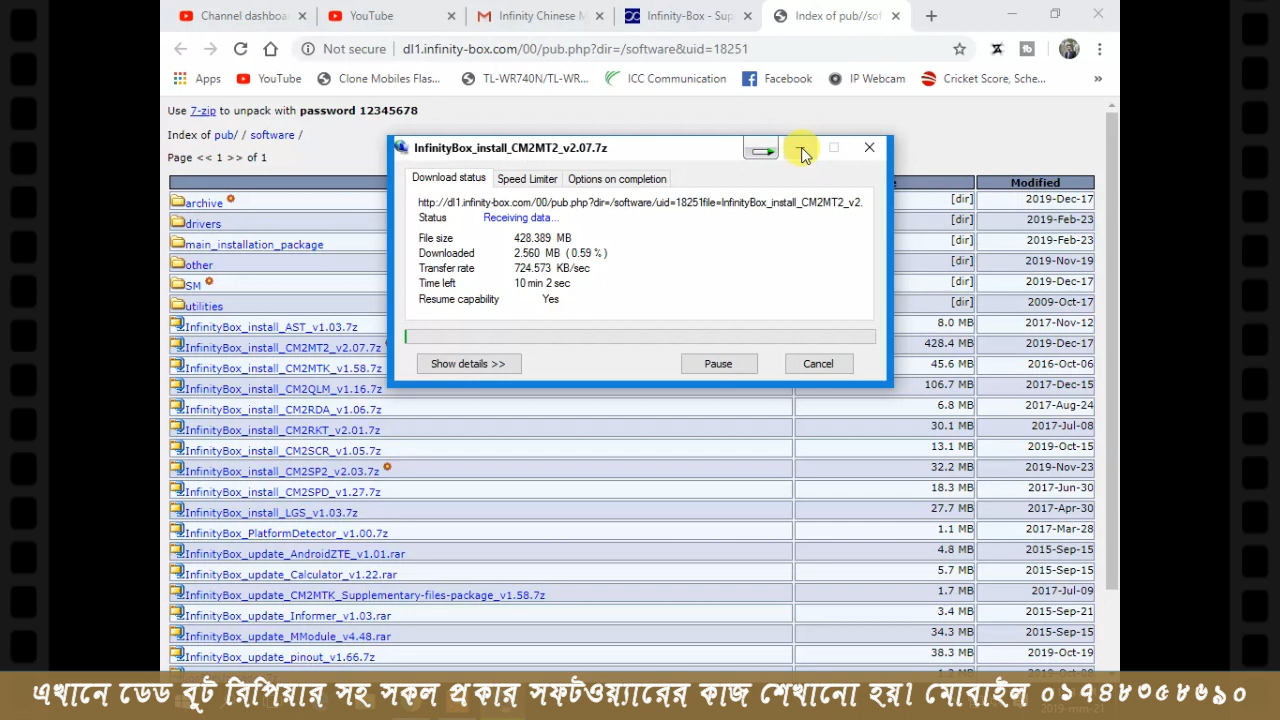 Channel dashboa
YouTube
Gmail Infinity Chinese M
Infinity-Box - Sup
Index of pub//sof
Not secure
dl1.infinity-box.com/00/pub.php?dir=/software&uid=18251
Apps
YouTube
Clone Mobiles Flas...
TL-WR740N/TL-WR...
ICC Communication
Facebook
IP Webcam
Cricket Score, Sche...
»
Use 7-zip to unpack with password 12345678
Index of pub/ / software /
Page << 1 >> of 1
Modified
archive [dir] 2019-Dec-17
drivers [dir] 2019-Feb-23
main_installation_package [dir] 2019-Feb-23
other [dir] 2019-Nov-19
SM [dir] 2019-Dec-17
utilities [dir] 2009-Oct-17
InfinityBox_install_AST_v1.03.7z 8.0 MB 2017-Nov-12
InfinityBox_install_CM2MT2_v2.07.7z 428.4 MB 2019-Dec-17
InfinityBox_install_CM2MTK_v1.58.7z 45.6 MB 2016-Oct-06
InfinityBox_install_CM2QLM_v1.16.7z 106.7 MB 2017-Dec-15
InfinityBox_install_CM2RDA_v1.06.7z 6.8 MB 2017-Aug-24
InfinityBox_install_CM2RKT_v2.01.7z 30.1 MB 2017-Jul-08
InfinityBox_install_CM2SCR_v1.05.7z 13.1 MB 2019-Oct-15
InfinityBox_install_CM2SP2_v2.03.7z 32.2 MB 2019-Nov-23
InfinityBox_install_CM2SPD_v1.27.7z 18.3 MB 2017-Jun-30
InfinityBox_install_LGS_v1.03.7z 27.7 MB 2017-Apr-30
InfinityBox_PlatformDetector_v1.00.7z 1.1 MB 2017-Mar-28
InfinityBox_update_AndroidZTE_v1.01.rar 4.8 MB 2015-Sep-15
InfinityBox_update_Calculator_v1.22.rar 5.7 MB 2015-Sep-15
InfinityBox_update_CM2MTK_Supplementary-files-package_v1.58.7z 1.7 MB 2017-Jul-09
InfinityBox_update_Informer_v1.03.rar 3.4 MB 2015-Sep-21
InfinityBox_update_MModule_v4.48.rar 34.3 MB 2015-Sep-15
InfinityBox_update_pinout_v1.66.7z 38.3 MB 2019-Oct-19
InfinityBox_install_CM2MT2_v2.07.7z
Download status
Speed Limiter
Options on completion
http://dl1.infinity-box.com/00/pub.php?dir=/software/uid=18251file=InfinityBox_install_CM2MT2_v2.
Status Receiving data...
File size 428.389 MB
Downloaded 2.560 MB ( 0.59 % )
Transfer rate 724.573 KB/sec
Time left 10 min 2 sec
Resume capability Yes
Show details >>
Pause
Cancel
এখানে ডেড বুট রিপিয়ার সহ সকল প্রকার সফটওয়্যারের কাজ শেখানো হয়। মোবাইল ০১৭৪৮৩৫৮৬৯০